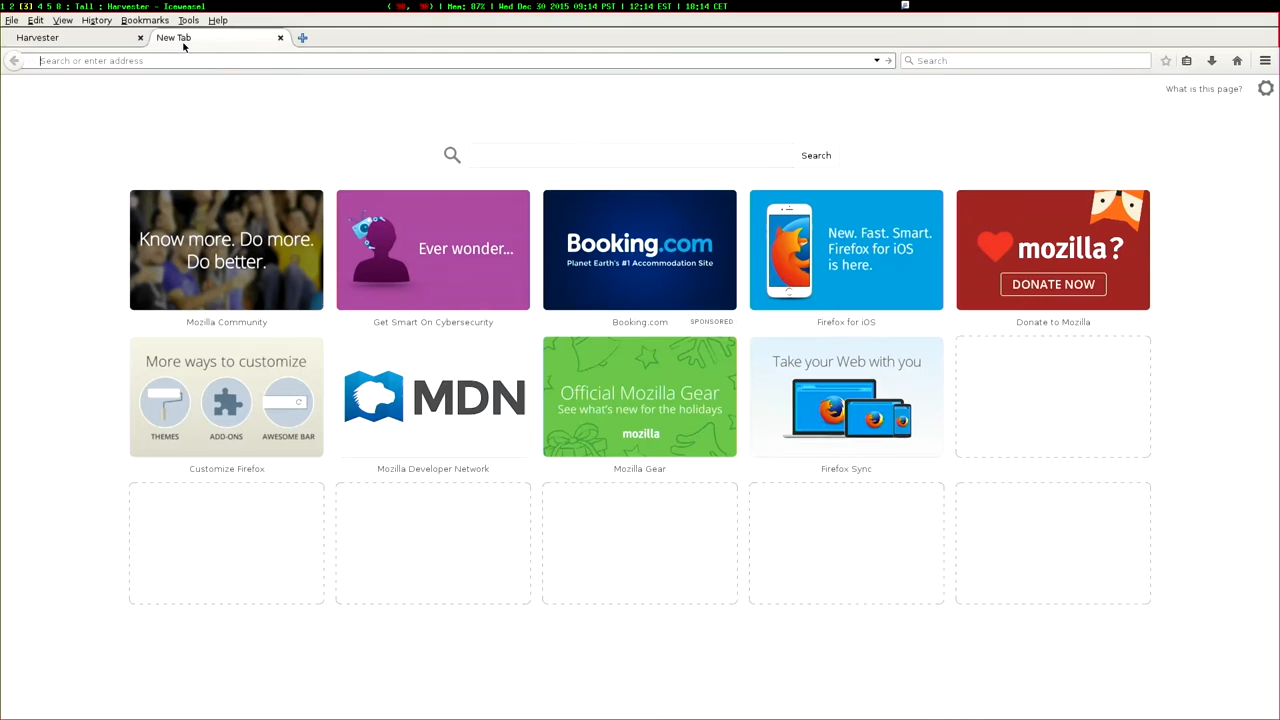 1 2 [3] 4 5 8 : Tall : Harvester - Iceweasel
Mem: 87% | Wed Dec 30 2015 09:14 PST | 12:14 EST | 18:14 CET
File Edit View History Bookmarks Tools Help
Harvester
New Tab
Search or enter address
Search
What is this page?
Search
Know more. Do more.
Do better.
Ever wonder...
Booking.com
Planet Earth's #1 Accommodation Site
New. Fast. Smart.
Firefox for iOS
is here.
mozilla?
DONATE NOW
Mozilla Community
Get Smart On Cybersecurity
Booking.com
SPONSORED
Firefox for iOS
Donate to Mozilla
More ways to customize
THEMES
ADD-ONS
AWESOME BAR
MDN
Official Mozilla Gear
See what's new for the holidays
mozilla
Take your Web with you
Customize Firefox
Mozilla Developer Network
Mozilla Gear
Firefox Sync